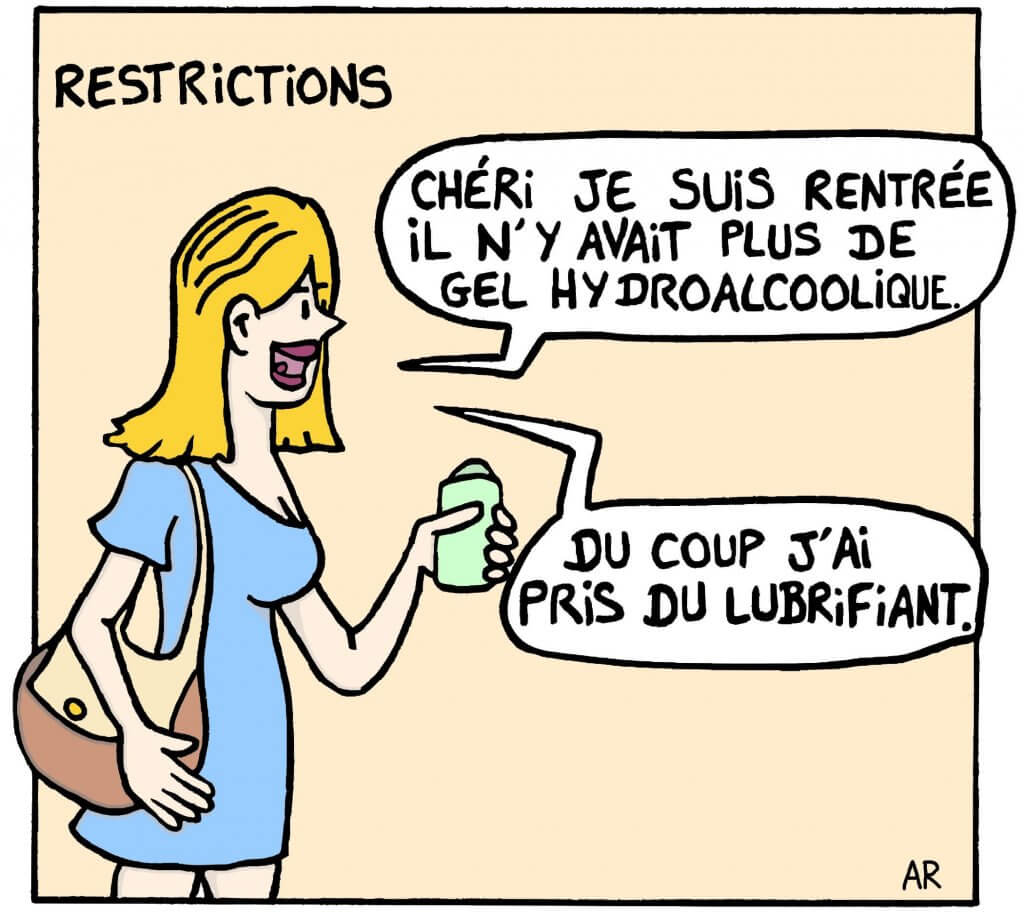 RESTRiCTiONS
CHÉRi JE SUiS RENTRÉE
iL N'Y AVAiT PLUS DE
GEL HYDROALCOOLiQUE.
DU COUP J'Ai
PRiS DU LUBRiFiANT.
AR